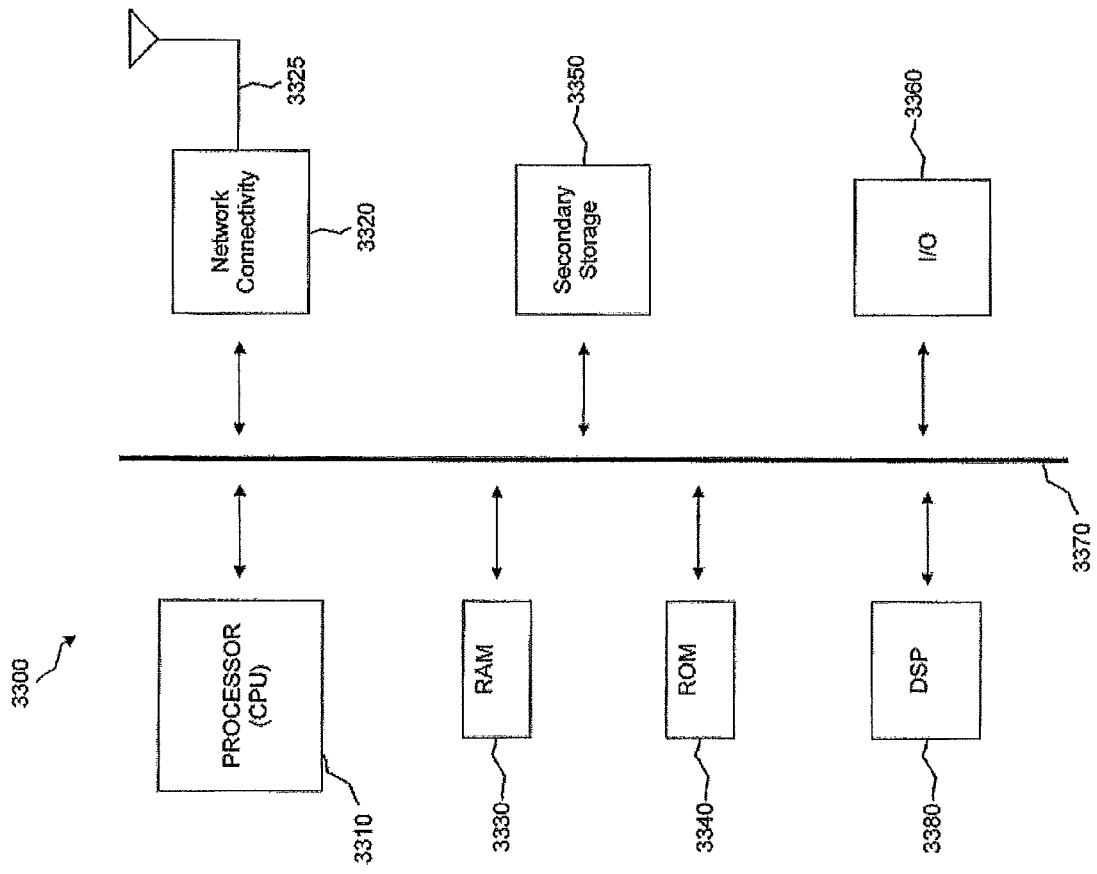 3300
PROCESSOR
(CPU)
3310
RAM
3330
ROM
3340
DSP
3380
3370
Network
Connectivity
3320
3325
Secondary
Storage
3350
I/O
3360